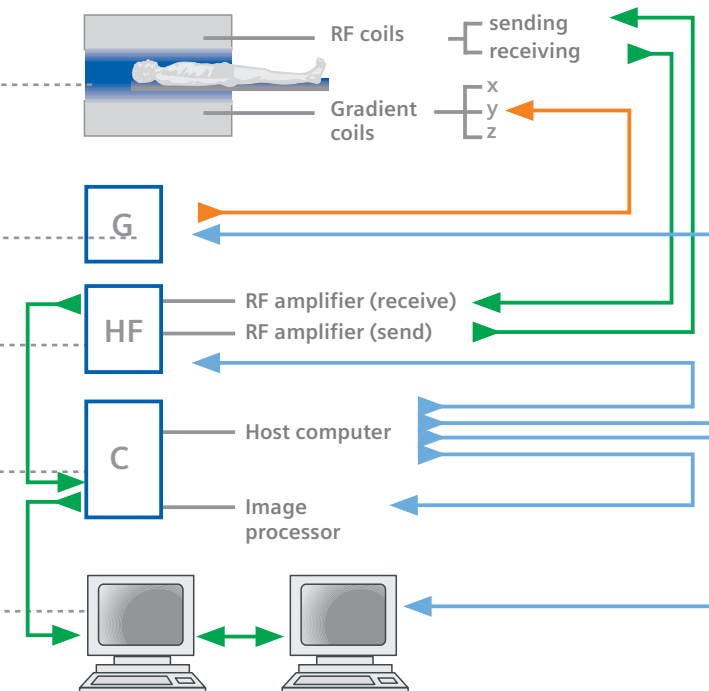 RF coils
sending
receiving
Gradient
coils
x
y
z
G
HF
RF amplifier (receive)
RF amplifier (send)
C
Host computer
Image
processor